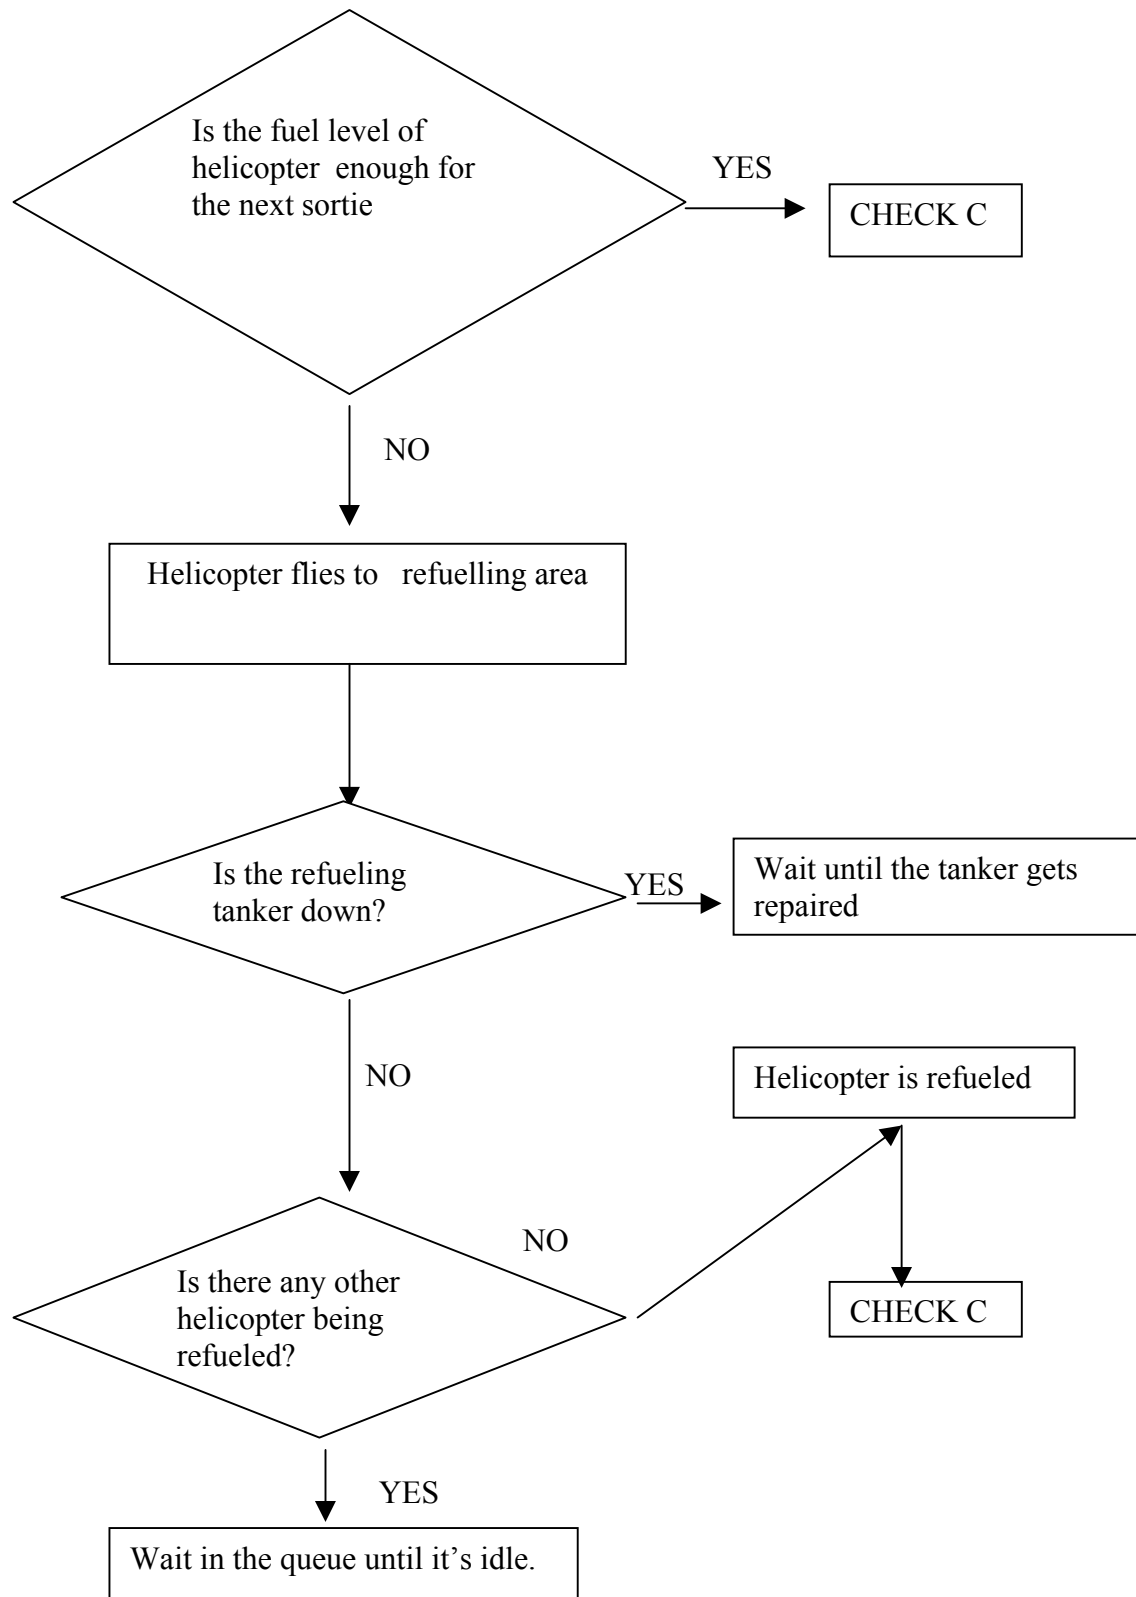 Is the fuel level of
helicopter enough for
the next sortie
YES
CHECK C
NO
Helicopter flies to refuelling area
Is the refueling
tanker down?
YES
Wait until the tanker gets
repaired
NO
Helicopter is refueled
NO
Is there any other
helicopter being
refueled?
CHECK C
YES
Wait in the queue until it’s idle.